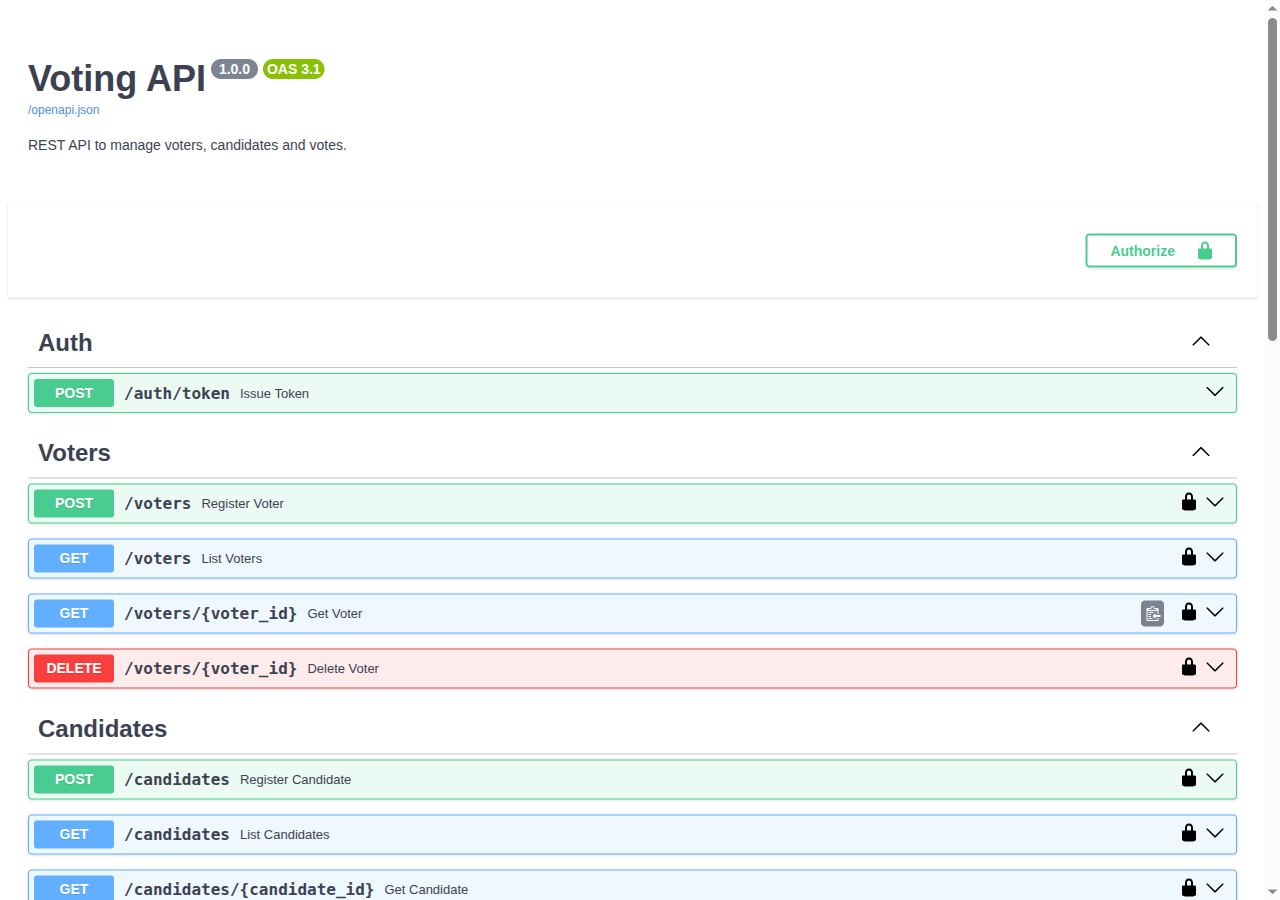 Voting API 1.0.0 OAS 3.1
/openapi.json
REST API to manage voters, candidates and votes.
Authorize
Auth
POST /auth/token Issue Token
Voters
POST /voters Register Voter
GET /voters List Voters
GET /voters/{voter_id} Get Voter
DELETE /voters/{voter_id} Delete Voter
Candidates
POST /candidates Register Candidate
GET /candidates List Candidates
GET /candidates/{candidate_id} Get Candidate